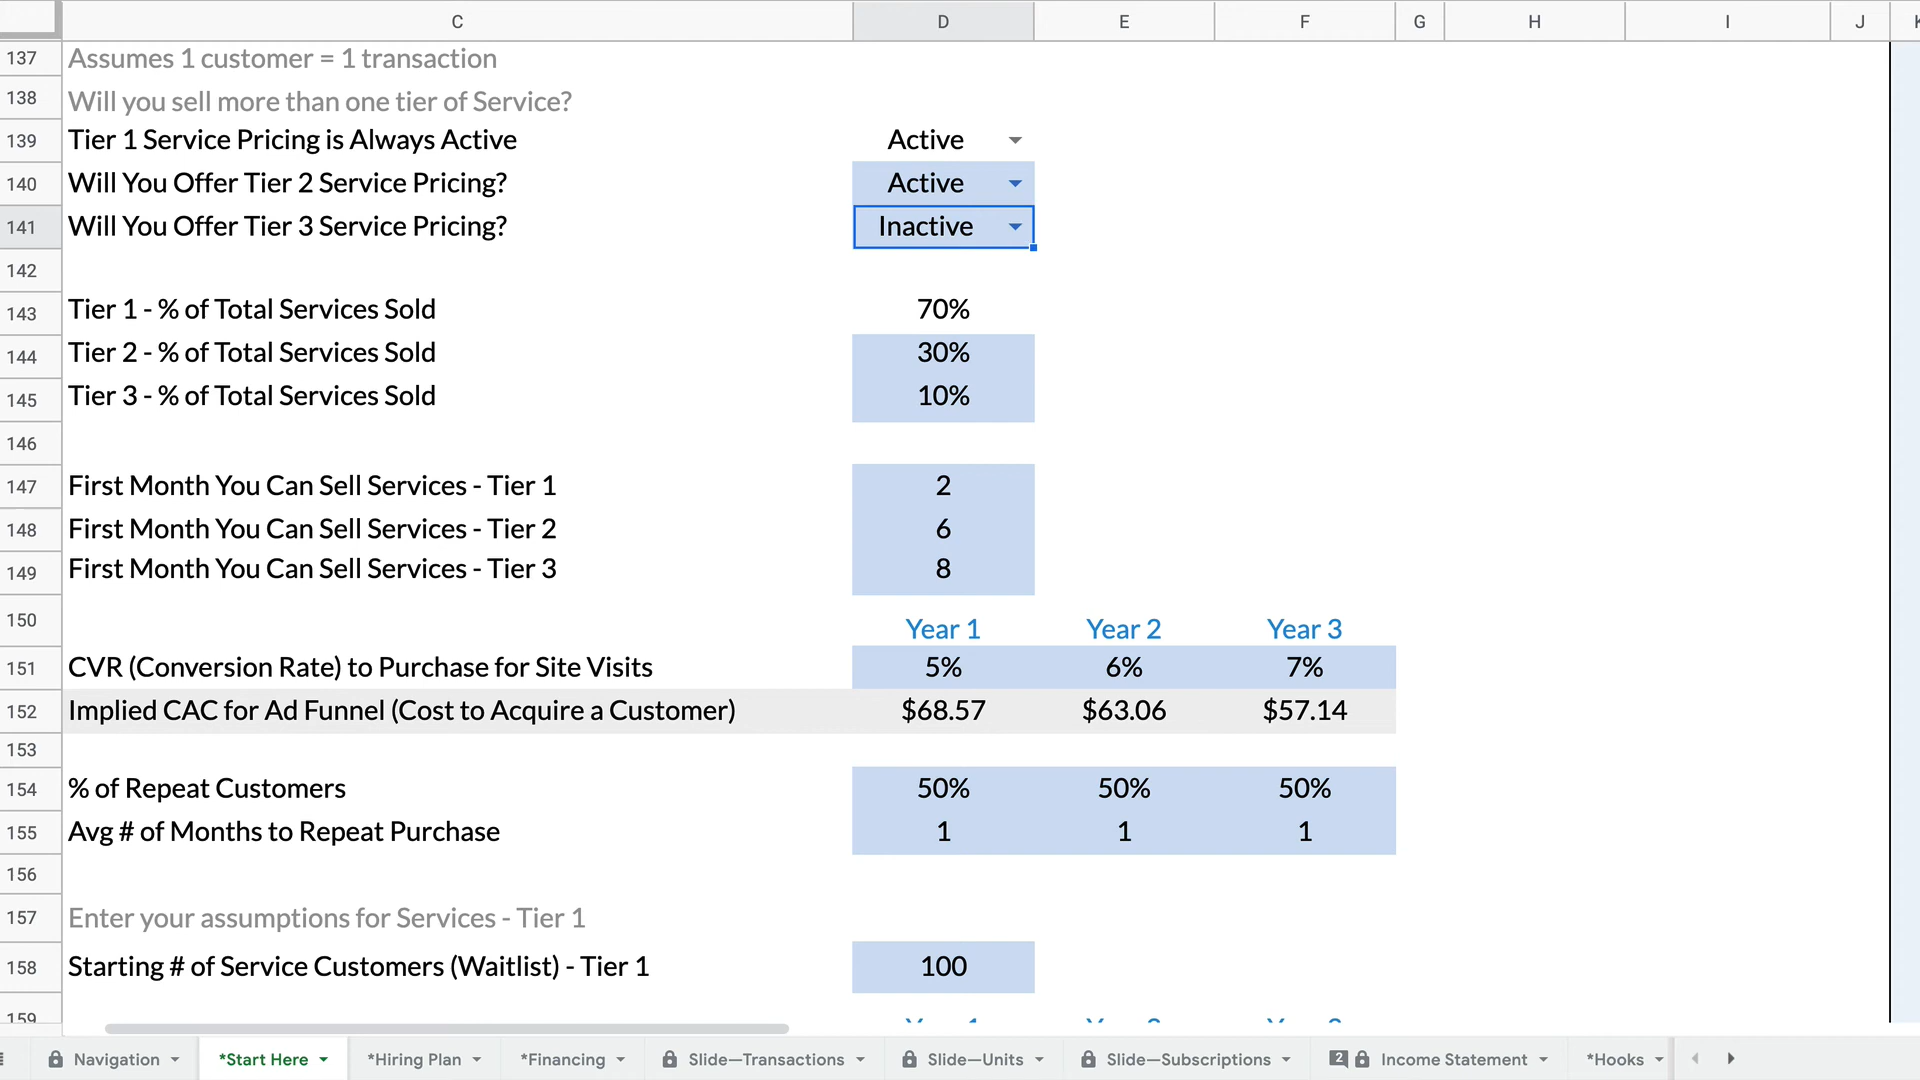 C D E F G H I J K
137 Assumes 1 customer = 1 transaction
138 Will you sell more than one tier of Service?
139 Tier 1 Service Pricing is Always Active Active
140 Will You Offer Tier 2 Service Pricing? Active
141 Will You Offer Tier 3 Service Pricing? Inactive
142
143 Tier 1 - % of Total Services Sold 70%
144 Tier 2 - % of Total Services Sold 30%
145 Tier 3 - % of Total Services Sold 10%
146
147 First Month You Can Sell Services - Tier 1 2
148 First Month You Can Sell Services - Tier 2 6
149 First Month You Can Sell Services - Tier 3 8
150 Year 1 Year 2 Year 3
151 CVR (Conversion Rate) to Purchase for Site Visits 5% 6% 7%
152 Implied CAC for Ad Funnel (Cost to Acquire a Customer) $68.57 $63.06 $57.14
153
154 % of Repeat Customers 50% 50% 50%
155 Avg # of Months to Repeat Purchase 1 1 1
156
157 Enter your assumptions for Services - Tier 1
158 Starting # of Service Customers (Waitlist) - Tier 1 100
159
Navigation *Start Here *Hiring Plan *Financing Slide—Transactions Slide—Units Slide—Subscriptions 2 Income Statement *Hooks